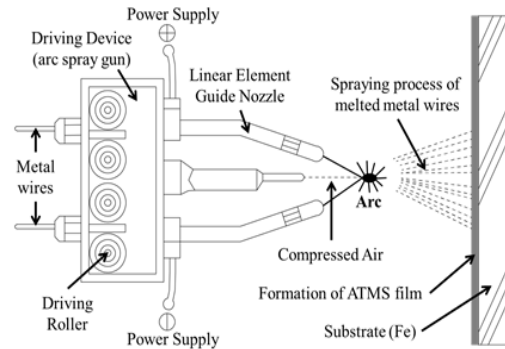 Power Supply
Driving Device
(arc spray gun)
Linear Element
Guide Nozzle
Spraying process of
melted metal wires
Metal
wires
Arc
Compressed Air
Driving
Roller
Formation of ATMS film
Substrate (Fe)
Power Supply